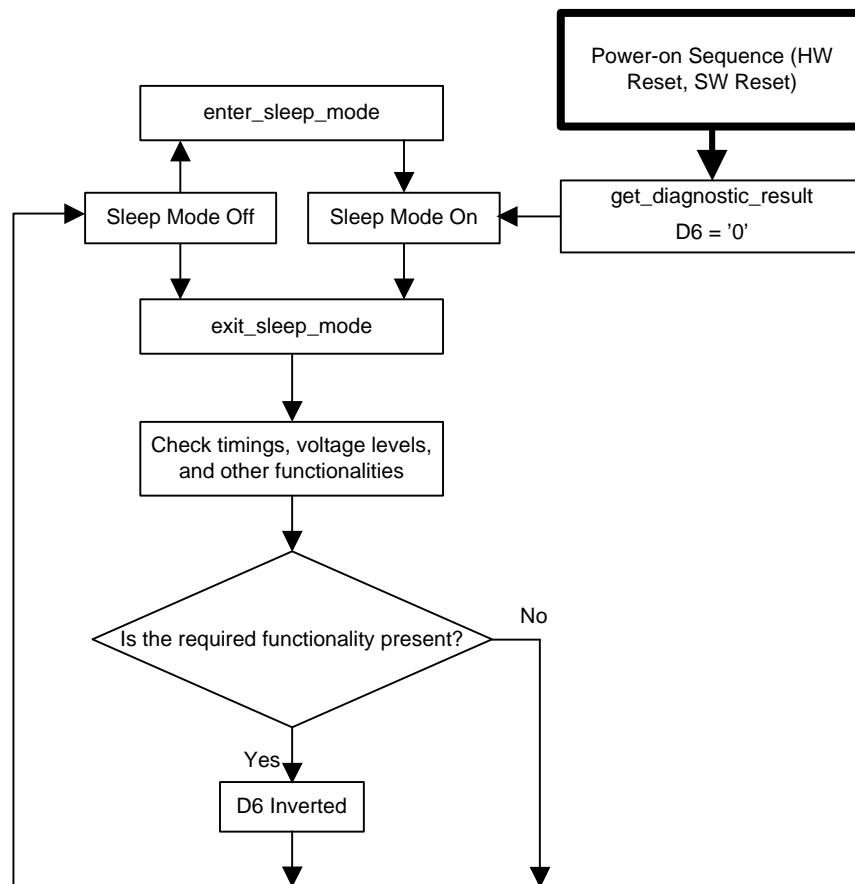 Power-on Sequence (HW
Reset, SW Reset)
enter_sleep_mode
get_diagnostic_result
D6 = '0'
Sleep Mode Off
Sleep Mode On
exit_sleep_mode
Check timings, voltage levels,
and other functionalities
Is the required functionality present?
No
Yes
D6 Inverted